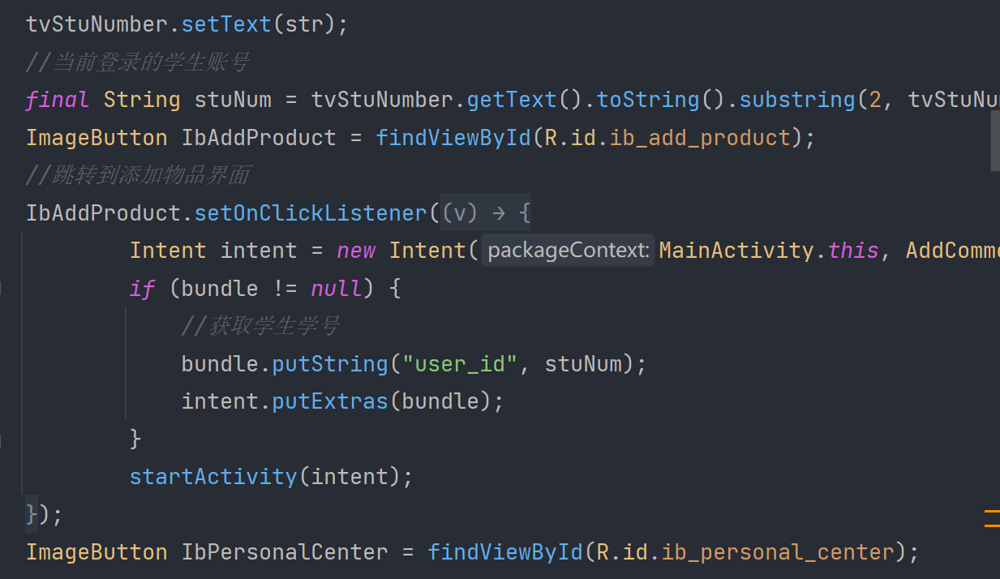 tvStuNumber.setText(str);
//当前登录的学生账号
final String stuNum = tvStuNumber.getText().toString().substring(2, tvStuNu
ImageButton IbAddProduct = findViewById(R.id.ib_add_product);
//跳转到添加物品界面
IbAddProduct.setOnClickListener((v) → {
Intent intent = new Intent( packageContext: MainActivity.this, AddComm
if (bundle != null) {
//获取学生学号
bundle.putString("user_id", stuNum);
intent.putExtras(bundle);
}
startActivity(intent);
});
ImageButton IbPersonalCenter = findViewById(R.id.ib_personal_center);